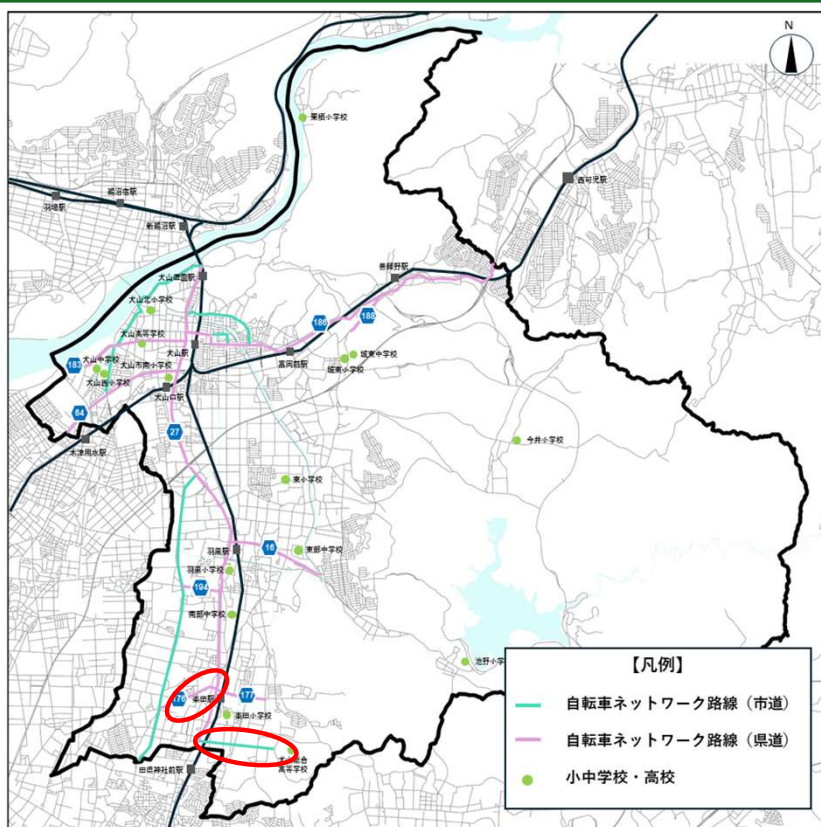 N
栗栖小学校
鵜沼宿駅
羽場駅
新鵜沼駅
西可児駅
犬山遊園駅
善師野駅
犬山北小学校
186
188
犬山高等学校
犬山駅
富岡前駅
城東中学校
城東小学校
183
犬山中学校
犬山西小学校
犬山市南小学校
犬山口駅
64
27
木津用水駅
今井小学校
東小学校
羽黒駅
16
東部中学校
羽黒小学校
194
南部中学校
池野小学
176
楽田駅
177
楽田小学校
田県神社前駅
犬山総合
高等学校
【凡例】
自転車ネットワーク路線（市道）
自転車ネットワーク路線（県道）
小中学校・高校